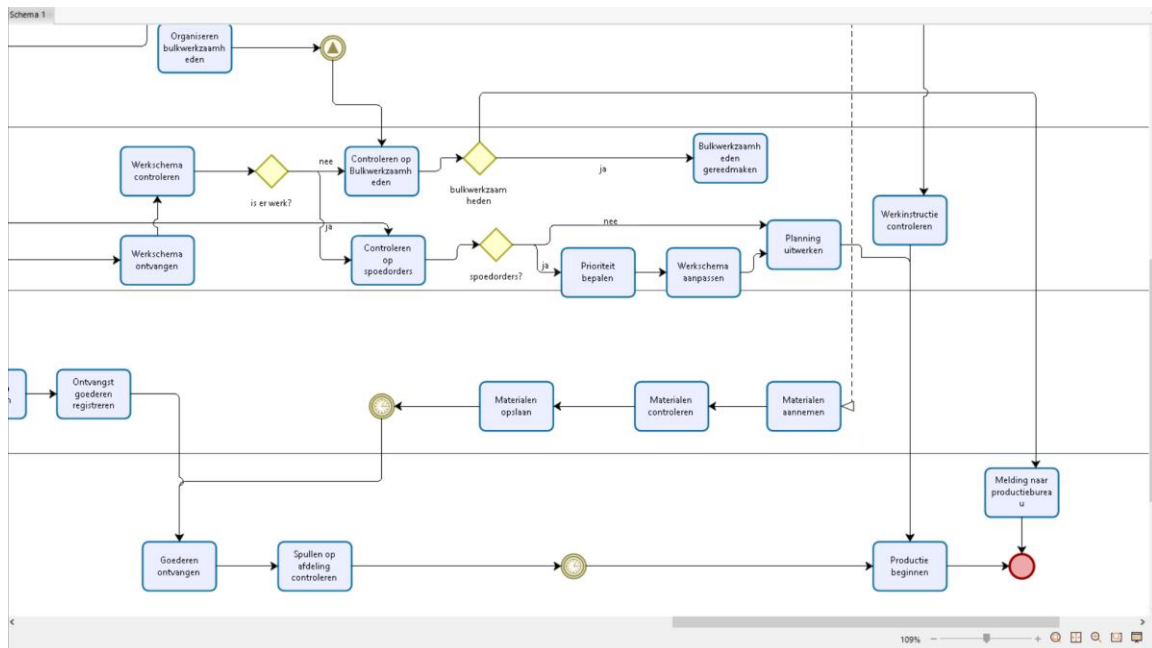 Schema 1
Organiseren
bulkwerkzaamh
eden
Werkschema
controleren
is er werk?
nee
ja
Controleren op
Bulkwerkzaamh
eden
bulkwerkzaam
heden
ja
Bulkwerkzaamh
eden
gereedmaken
Werkinstructie
controleren
Werkschema
ontvangen
Controleren
op
spoedorders
spoedorders?
nee
ja
Prioriteit
bepalen
Werkschema
aanpassen
Planning
uitwerken
Ontvangst
goederen
registreren
Materialen
opslaan
Materialen
controleren
Materialen
aannemen
Melding naar
productieburea
u
Goederen
ontvangen
Spullen op
afdeling
controleren
Productie
beginnen
109%